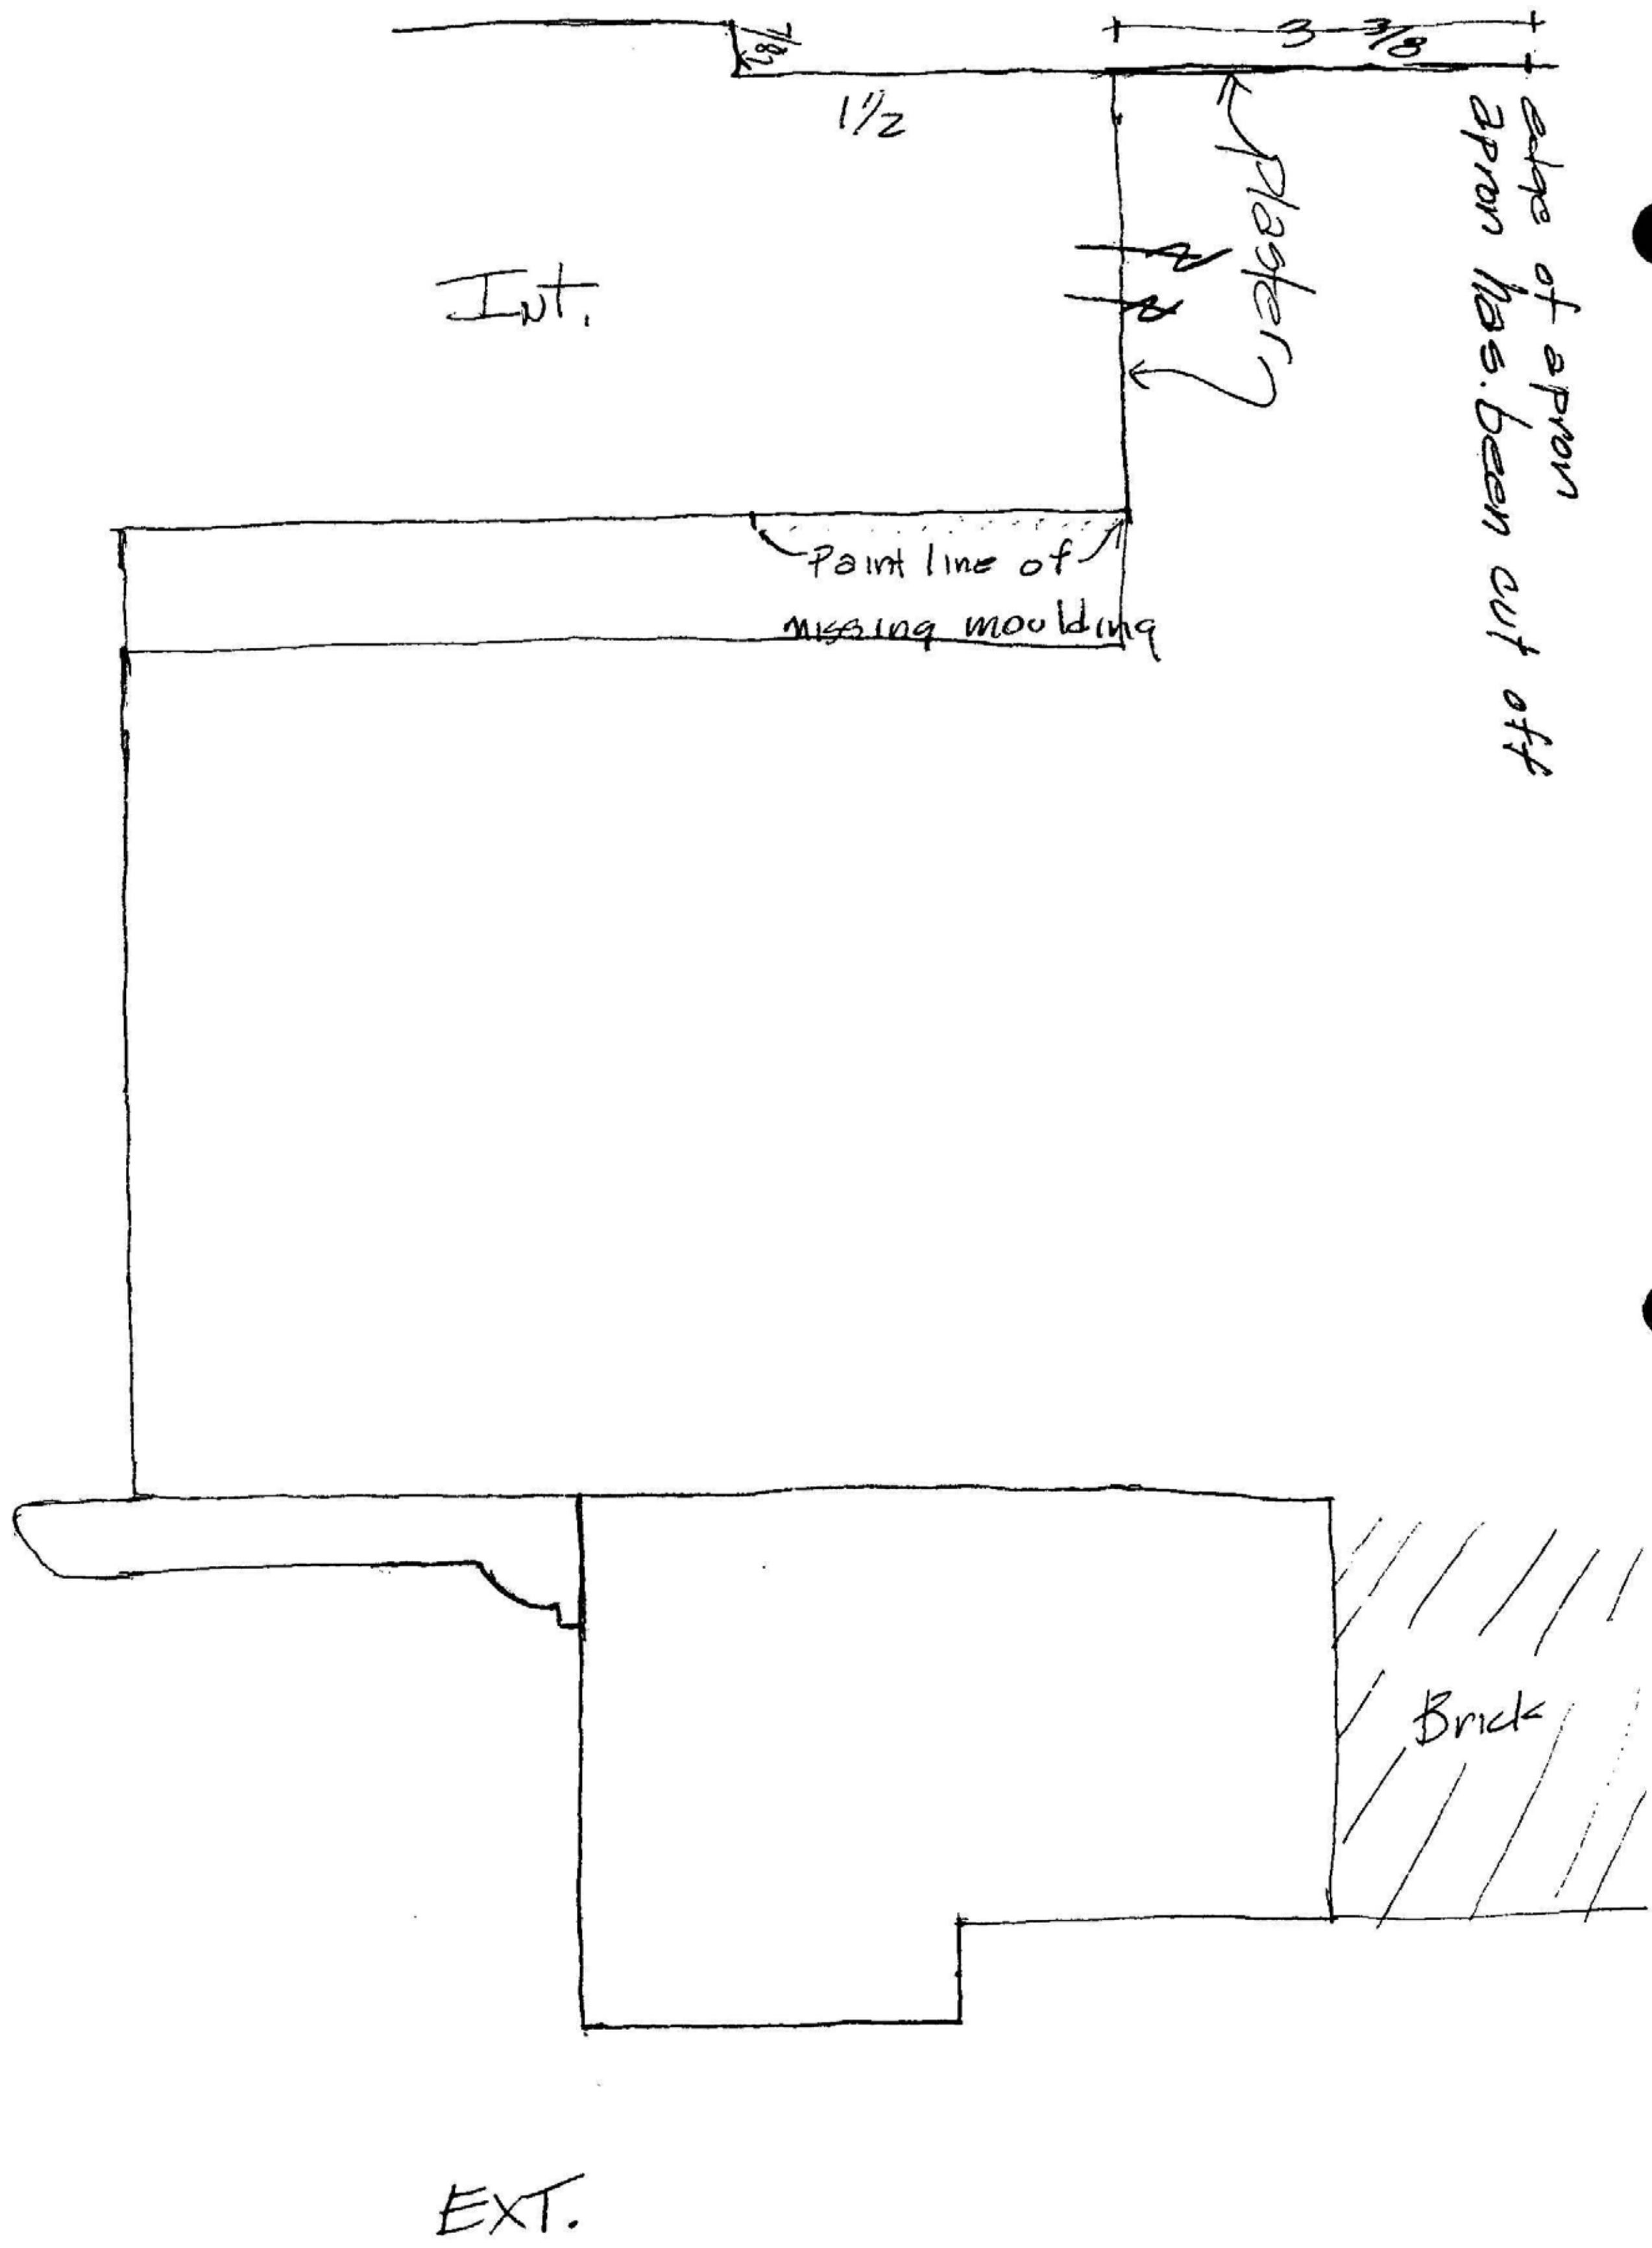 3 3/8
7/8
1 1/2
Plaster
edge of apron
apron has been cut off
Int.
Paint line of
missing moulding
Brick
EXT.